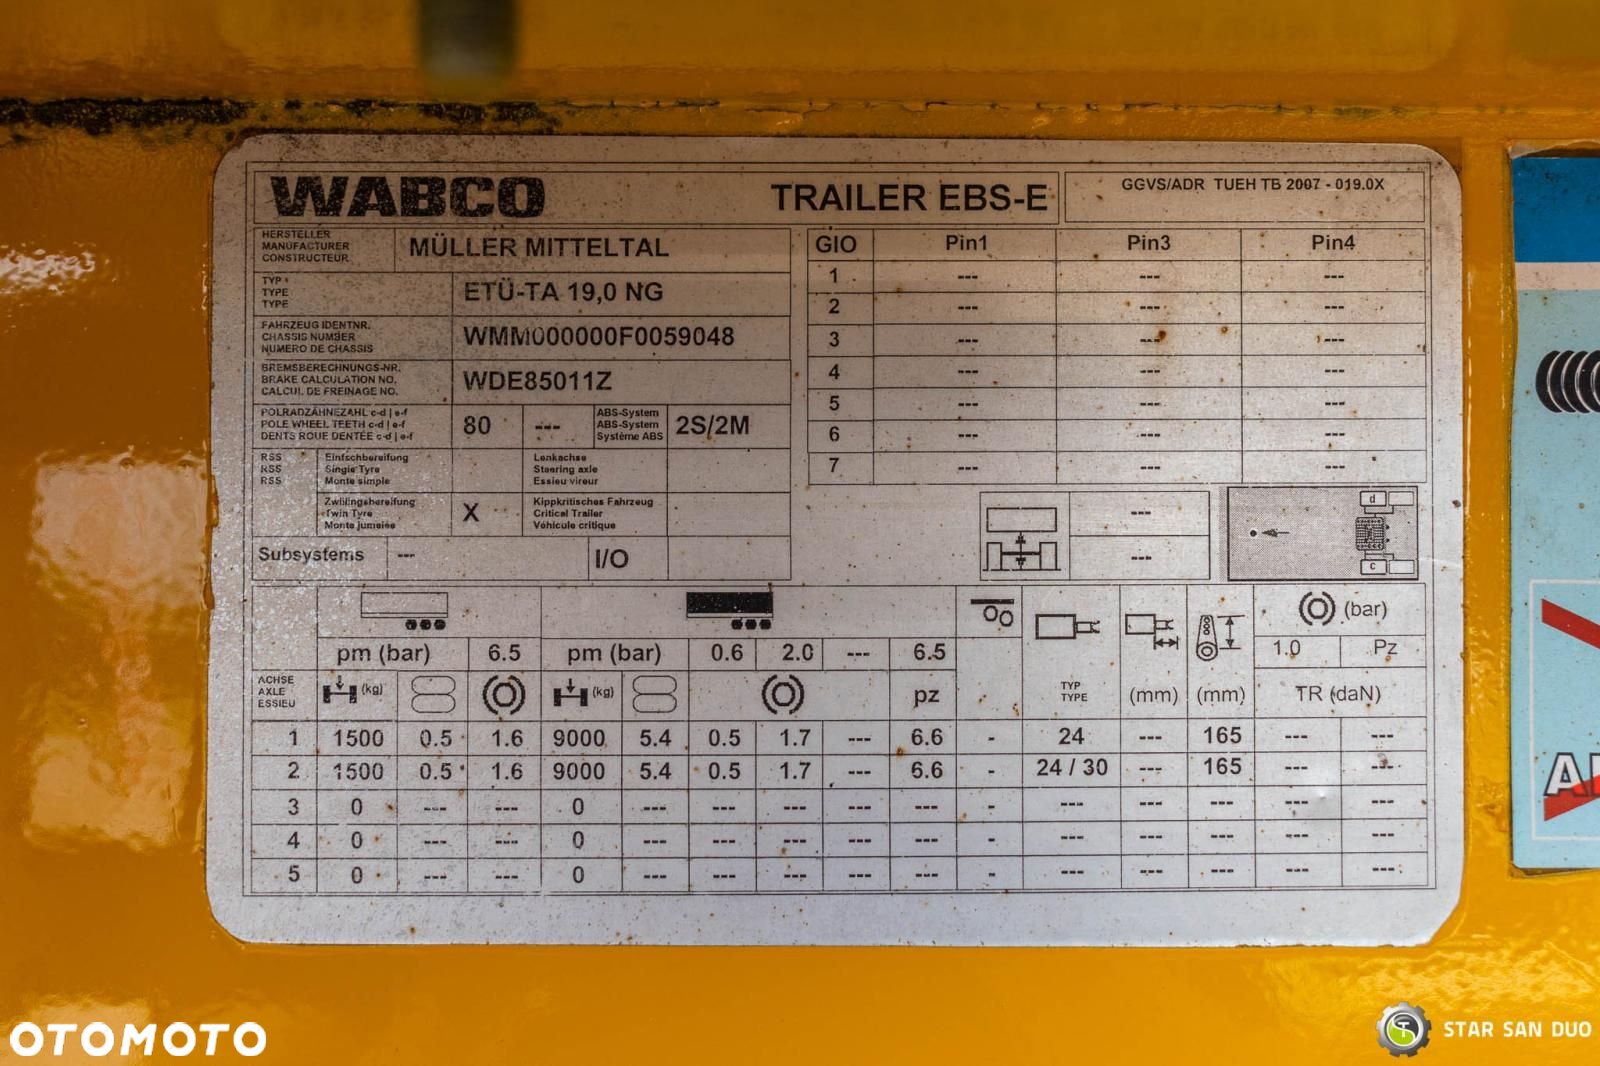 WABCO TRAILER EBS-E GGVS/ADR TUEH TB 2007 - 019.0X
HERSTELLER
MANUFACTURER
CONSTRUCTEUR
MÜLLER MITTELTAL
TYP
TYPE
TYPE
ETÜ-TA 19,0 NG
FAHRZEUG IDENTNR.
CHASSIS NUMBER
NUMERO DE CHASSIS
WMM000000F0059048
BREMSBERECHNUNGS-NR.
BRAKE CALCULATION NO.
CALCUL DE FREINAGE NO.
WDE85011Z
POLRADZÄHNEZAHL c-d | e-f
POLE WHEEL TEETH c-d | e-f
DENTS ROUE DENTÉE c-d | e-f
80 ---
ABS-System
ABS-System
Système ABS
2S/2M
RSS
RSS
RSS
Einfachbereifung
Single Tyre
Monte simple
Lenkachse
Steering axle
Essieu vireur
Zwillingsbereifung
Twin Tyre
Monte jumelée
X
Kippkritisches Fahrzeug
Critical Trailer
Véhicule critique
Subsystems --- I/O
GIO Pin1 Pin3 Pin4
1 --- --- ---
2 --- --- ---
3 --- --- ---
4 --- --- ---
5 --- --- ---
6 --- --- ---
7 --- --- ---
---
---
d
c
pm (bar) 6.5 pm (bar) 0.6 2.0 --- 6.5
(bar)
1.0 Pz
ACHSE
AXLE
ESSIEU
(kg) (kg) pz
TYP
TYPE
(mm) (mm) TR (daN)
1 1500 0.5 1.6 9000 5.4 0.5 1.7 --- 6.6 - 24 --- 165 --- ---
2 1500 0.5 1.6 9000 5.4 0.5 1.7 --- 6.6 - 24 / 30 --- 165 --- ---
3 0 --- --- 0 --- --- --- --- --- - --- --- --- --- ---
4 0 --- --- 0 --- --- --- --- --- - --- --- --- --- ---
5 0 --- --- 0 --- --- --- --- --- - --- --- --- --- ---
OTOMOTO
STAR SAN DUO